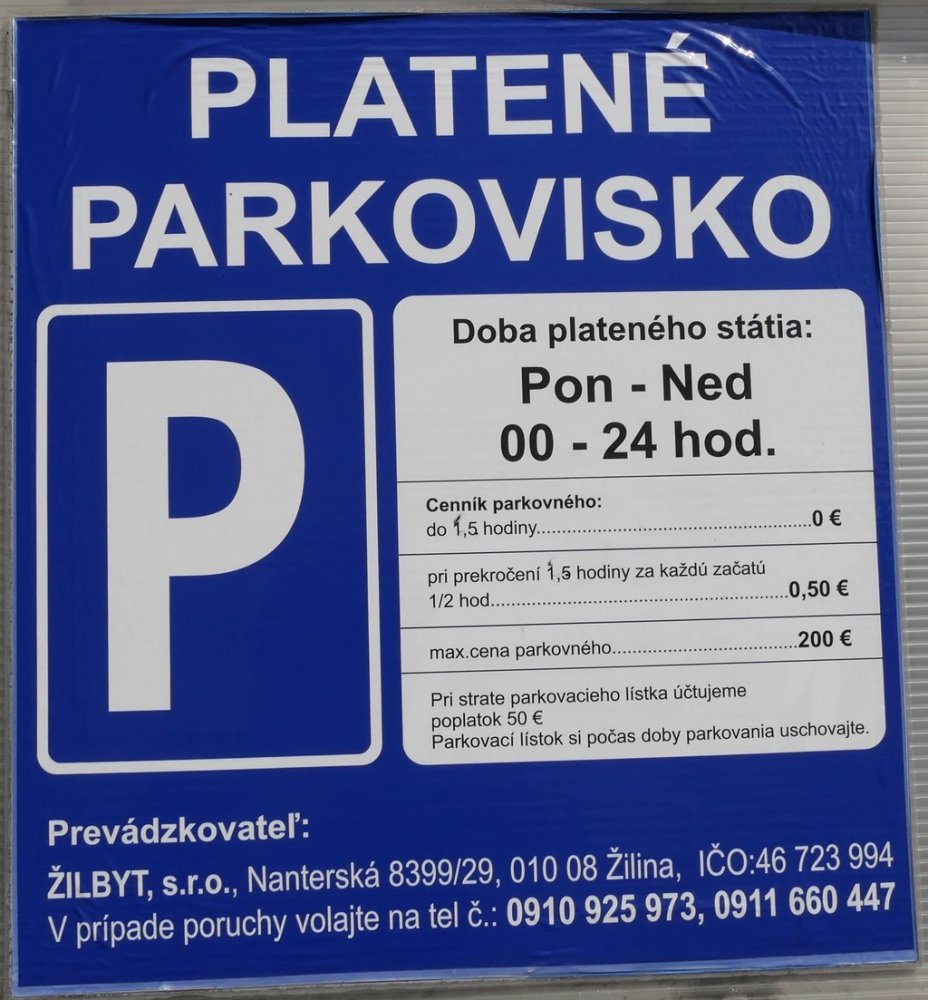 PLATENÉ
PARKOVISKO
P
Doba plateného státia:
Pon - Ned
00 - 24 hod.
Cenník parkovného:
do 1,5 hodiny..................................................0 €
pri prekročení 1,5 hodiny za každú začatú
1/2 hod......................................................0,50 €
max.cena parkovného..................................200 €
Pri strate parkovacieho lístka účtujeme
poplatok 50 €
Parkovací lístok si počas doby parkovania uschovajte.
Prevádzkovateľ:
ŽILBYT, s.r.o., Nanterská 8399/29, 010 08 Žilina, IČO:46 723 994
V prípade poruchy volajte na tel č.: 0910 925 973, 0911 660 447